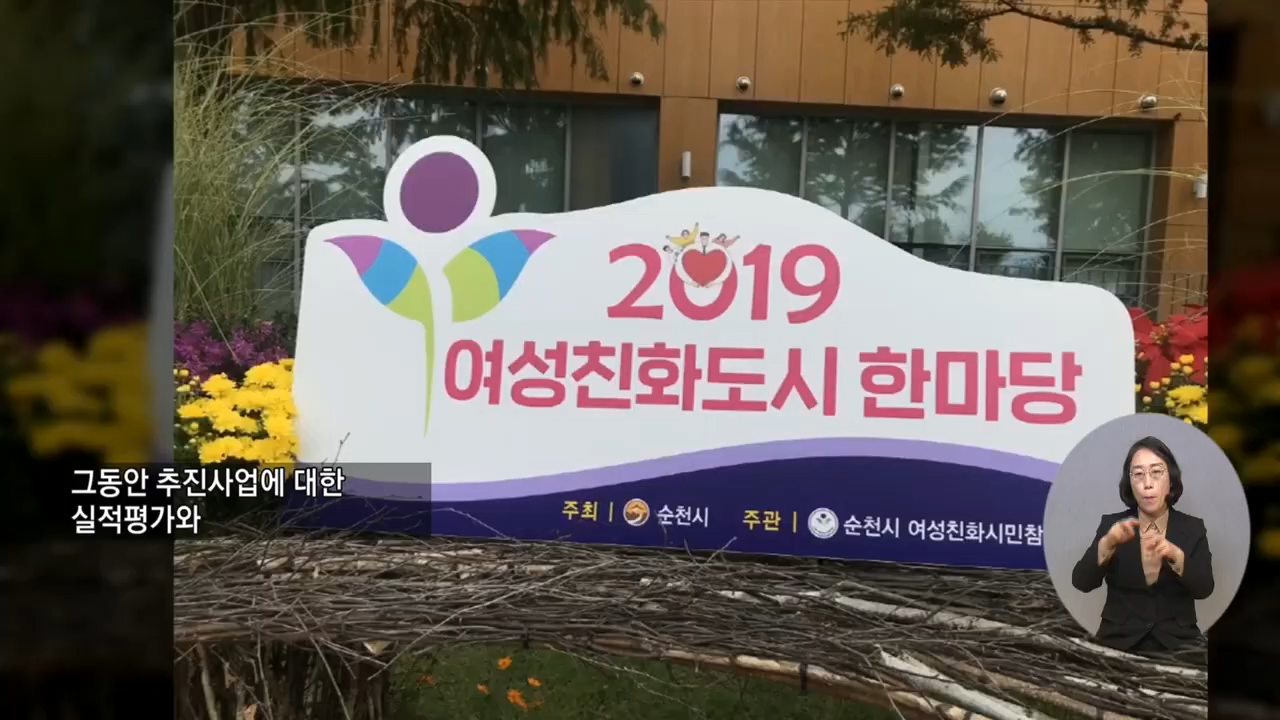 2019
여성친화도시 한마당
주최 | 순천시 주관 | 순천시 여성친화시민참
그동안 추진사업에 대한
실적평가와